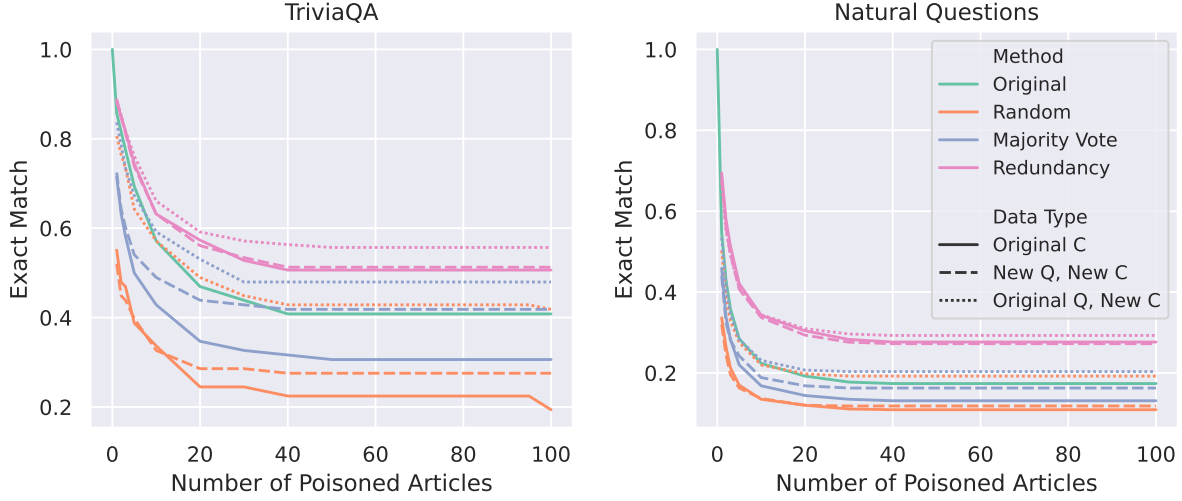 TriviaQA
Exact Match
1.0
0.8
0.6
0.4
0.2
0
20
40
60
80
100
Number of Poisoned Articles
Natural Questions
Exact Match
1.0
0.8
0.6
0.4
0.2
0
20
40
60
80
100
Number of Poisoned Articles
Method
Original
Random
Majority Vote
Redundancy
Data Type
Original C
New Q, New C
Original Q, New C